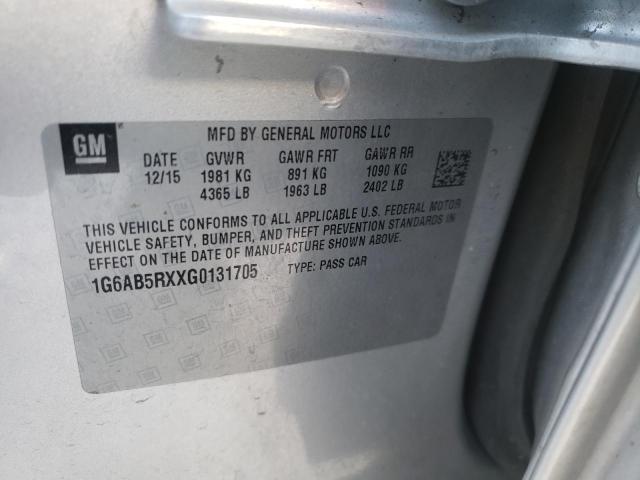 GM
MFD BY GENERAL MOTORS LLC
DATE GVWR GAWR FRT GAWR RR
12/15 1981 KG 891 KG 1090 KG
4365 LB 1963 LB 2402 LB
THIS VEHICLE CONFORMS TO ALL APPLICABLE U.S. FEDERAL MOTOR
VEHICLE SAFETY, BUMPER, AND THEFT PREVENTION STANDARDS IN
EFFECT ON THE DATE OF MANUFACTURE SHOWN ABOVE.
1G6AB5RXXG0131705 TYPE: PASS CAR